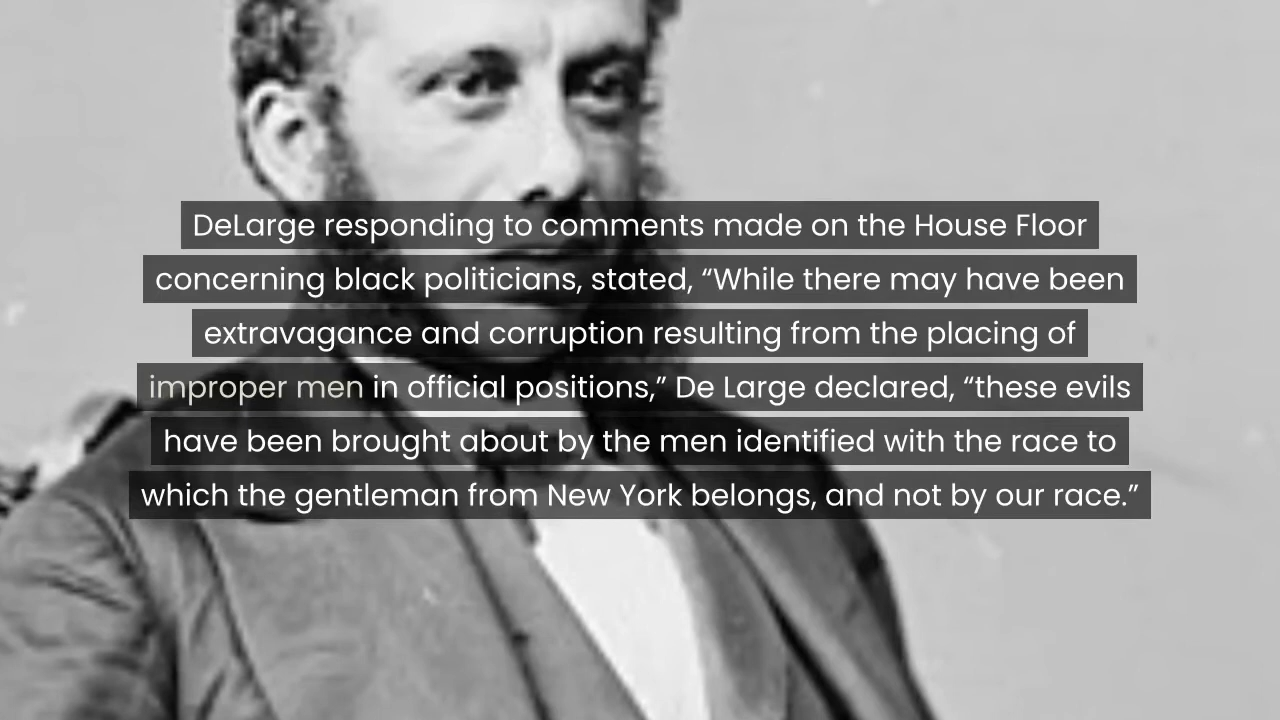 DeLarge responding to comments made on the House Floor
concerning black politicians, stated, “While there may have been
extravagance and corruption resulting from the placing of
improper men in official positions,” De Large declared, “these evils
have been brought about by the men identified with the race to
which the gentleman from New York belongs, and not by our race.”